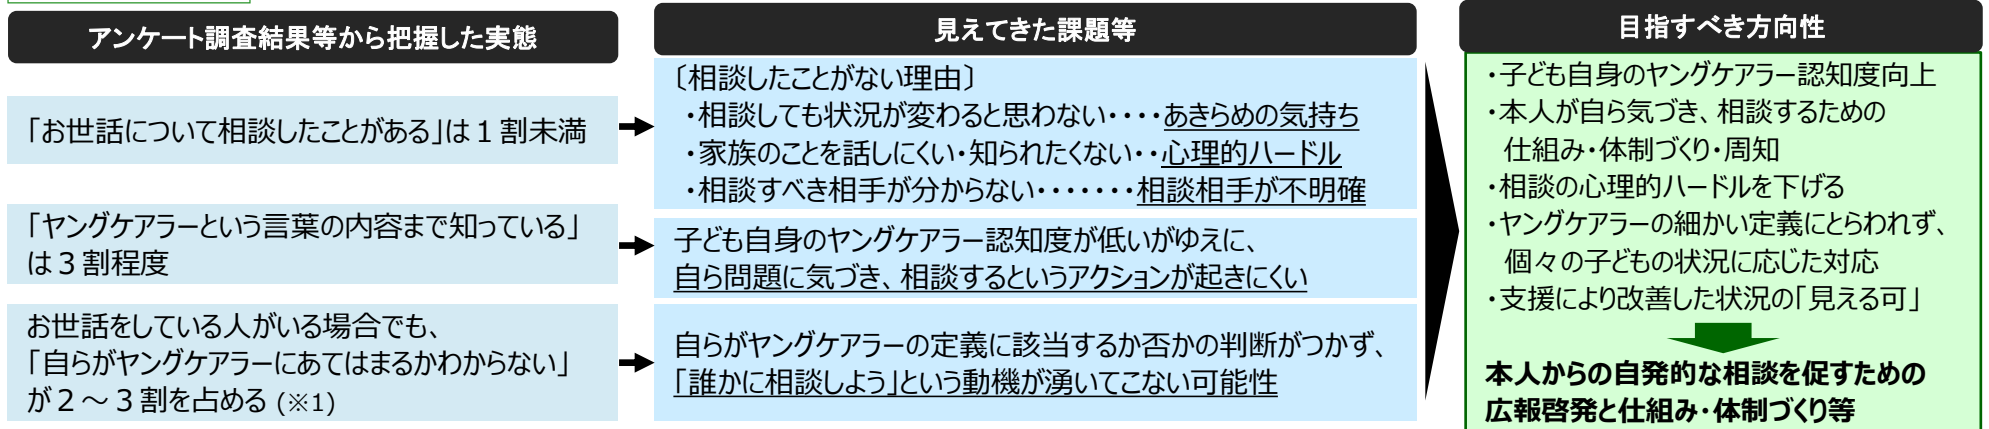 アンケート調査結果等から把握した実態
「お世話について相談したことがある」は１割未満
「ヤングケアラーという言葉の内容まで知っている」
は３割程度
お世話をしている人がいる場合でも、
「自らがヤングケアラーにあてはまるかわからない」
が２～３割を占める (※1)
見えてきた課題等
〔相談したことがない理由〕
・相談しても状況が変わると思わない・・・・あきらめの気持ち
・家族のことを話しにくい・知られたくない・・心理的ハードル
・相談すべき相手が分からない・・・・・・・相談相手が不明確
子ども自身のヤングケアラー認知度が低いがゆえに、
自ら問題に気づき、相談するというアクションが起きにくい
自らがヤングケアラーの定義に該当するか否かの判断がつかず、
「誰かに相談しよう」という動機が湧いてこない可能性
目指すべき方向性
・子ども自身のヤングケアラー認知度向上
・本人が自ら気づき、相談するための
仕組み・体制づくり・周知
・相談の心理的ハードルを下げる
・ヤングケアラーの細かい定義にとらわれず、
個々の子どもの状況に応じた対応
・支援により改善した状況の「見える可」
本人からの自発的な相談を促すための
広報啓発と仕組み・体制づくり等